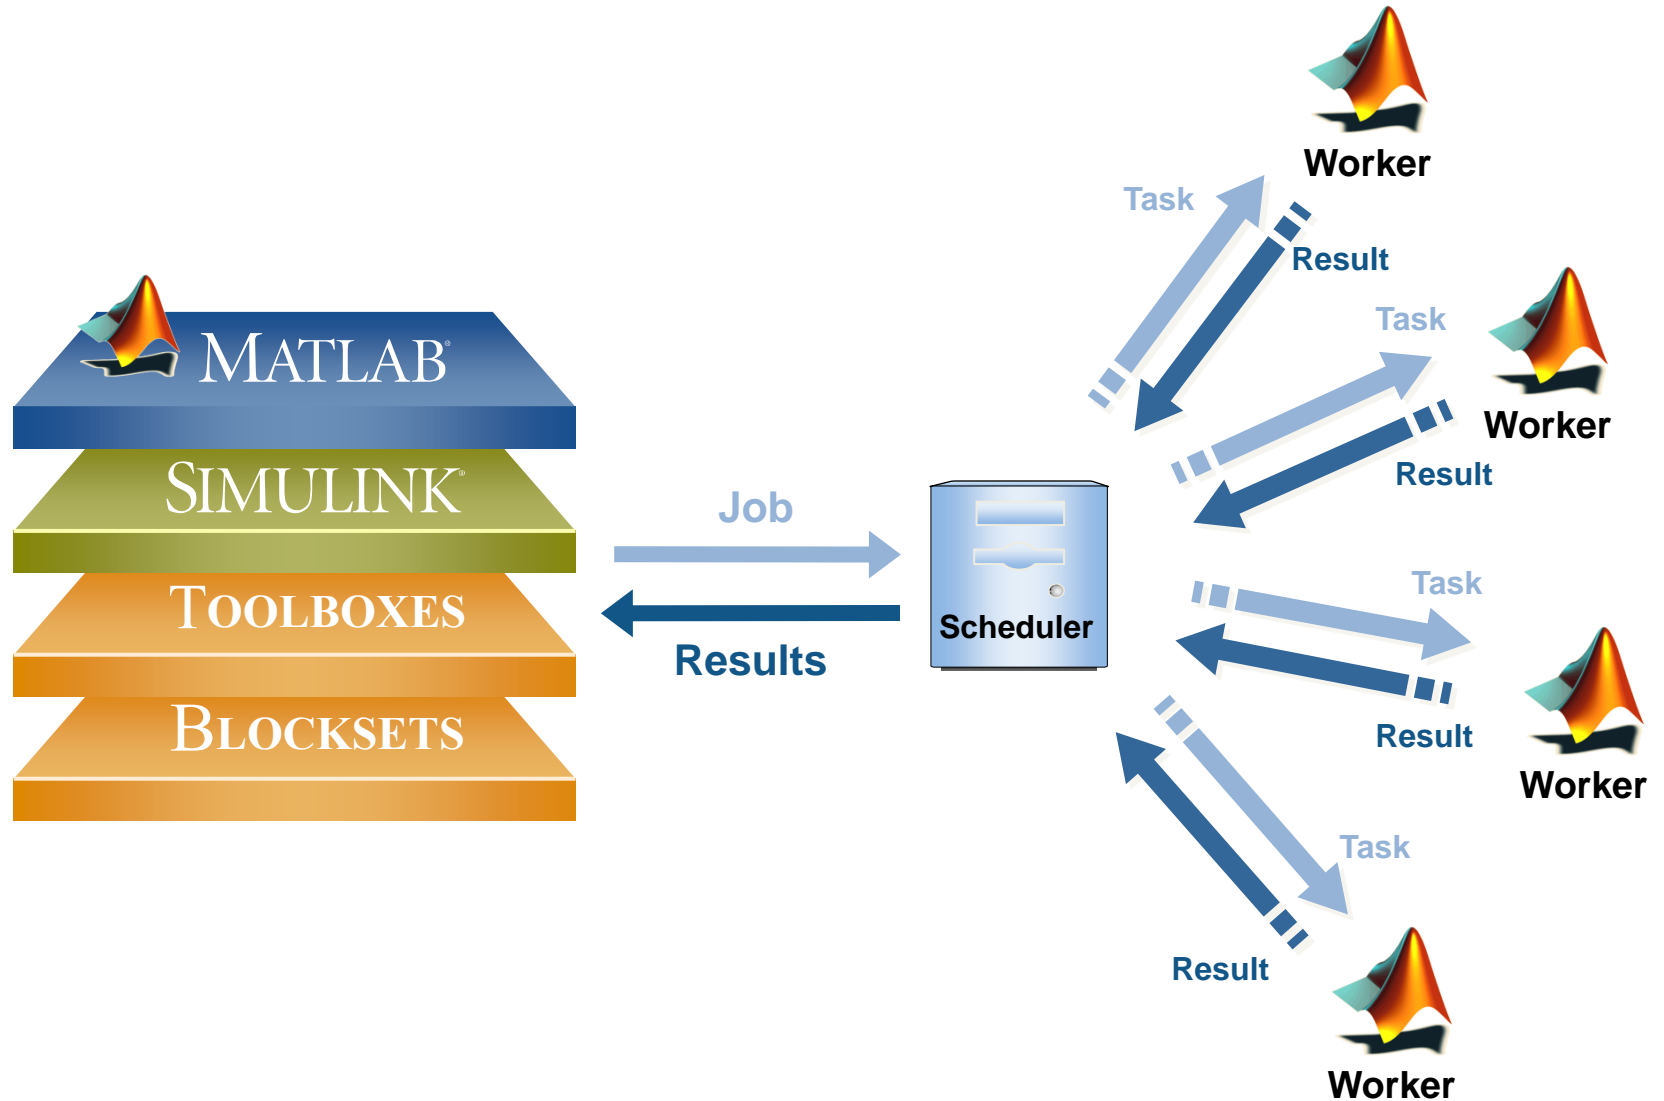 MATLAB®
SIMULINK®
TOOLBOXES
BLOCKSETS
Job
Results
Scheduler
Worker
Task
Result
Worker
Task
Result
Task
Result
Worker
Task
Result
Worker